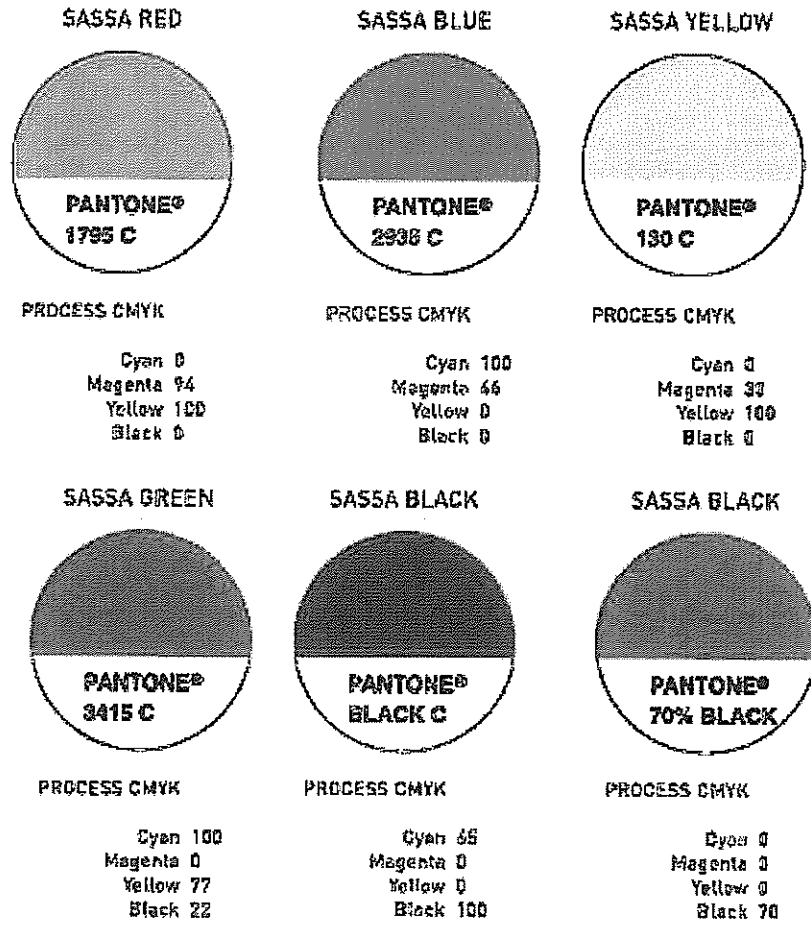 SASSA RED
PANTONE®
1795 C
PROCESS CMYK
Cyan 0
Magenta 94
Yellow 100
Black 0
SASSA BLUE
PANTONE®
2935 C
PROCESS CMYK
Cyan 100
Magenta 46
Yellow 0
Black 0
SASSA YELLOW
PANTONE®
130 C
PROCESS CMYK
Cyan 0
Magenta 30
Yellow 100
Black 0
SASSA GREEN
PANTONE®
3415 C
PROCESS CMYK
Cyan 100
Magenta 0
Yellow 77
Black 22
SASSA BLACK
PANTONE®
BLACK C
PROCESS CMYK
Cyan 65
Magenta 0
Yellow 0
Black 100
SASSA BLACK
PANTONE®
70% BLACK
PROCESS CMYK
Cyan 0
Magenta 0
Yellow 0
Black 70